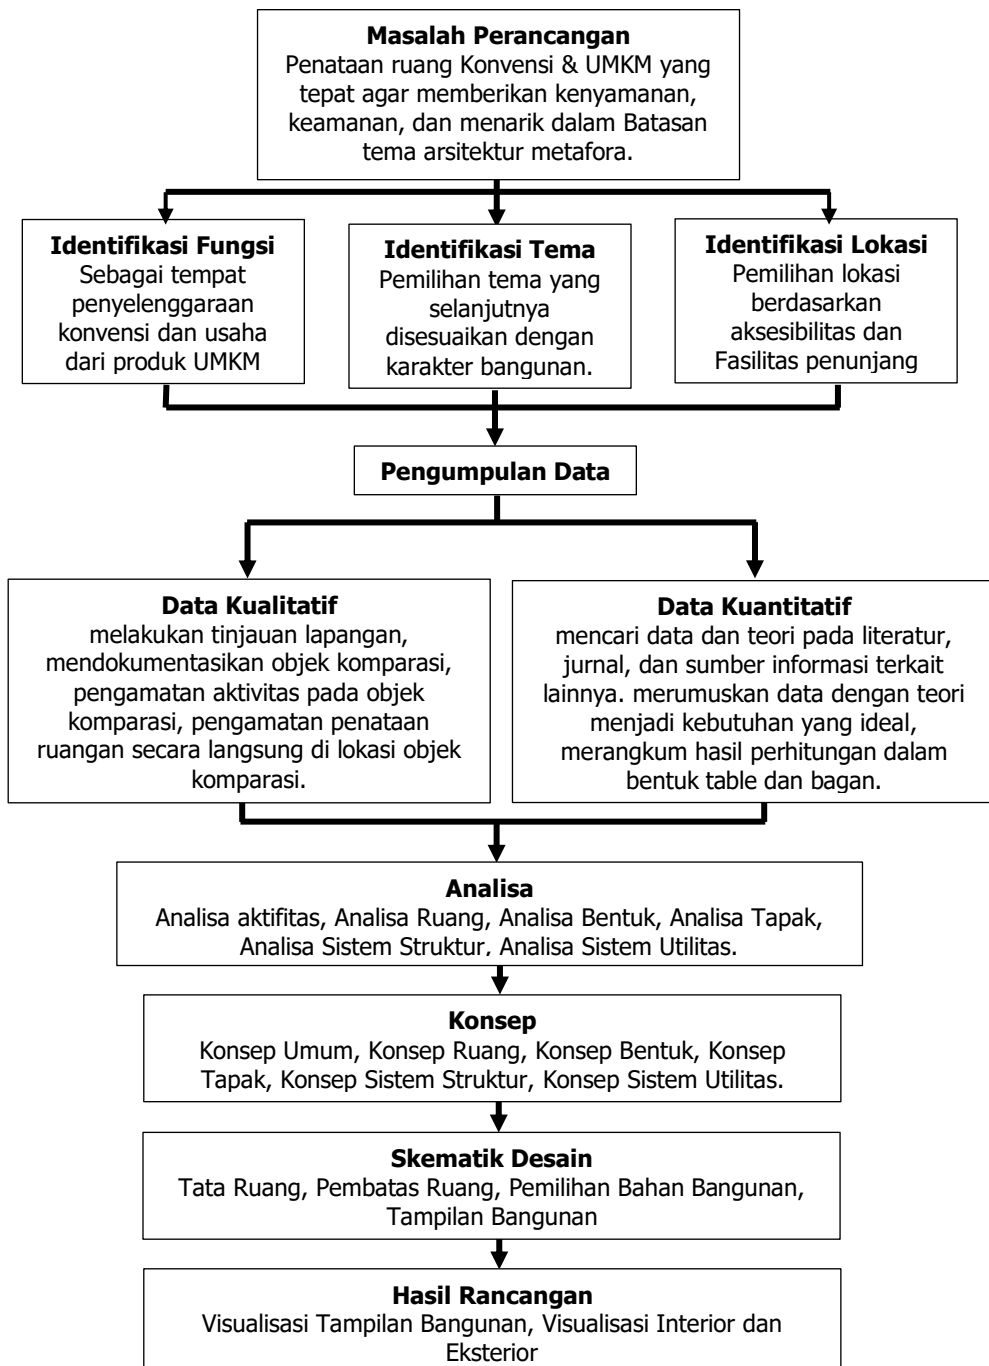 Masalah Perancangan
Penataan ruang Konvensi & UMKM yang
tepat agar memberikan kenyamanan,
keamanan, dan menarik dalam Batasan
tema arsitektur metafora.
Identifikasi Fungsi
Sebagai tempat
penyelenggaraan
konvensi dan usaha
dari produk UMKM
Identifikasi Tema
Pemilihan tema yang
selanjutnya
disesuaikan dengan
karakter bangunan.
Identifikasi Lokasi
Pemilihan lokasi
berdasarkan
aksesibilitas dan
Fasilitas penunjang
Pengumpulan Data
Data Kualitatif
melakukan tinjauan lapangan,
mendokumentasikan objek komparasi,
pengamatan aktivitas pada objek
komparasi, pengamatan penataan
ruangan secara langsung di lokasi objek
komparasi.
Data Kuantitatif
mencari data dan teori pada literatur,
jurnal, dan sumber informasi terkait
lainnya. merumuskan data dengan teori
menjadi kebutuhan yang ideal,
merangkum hasil perhitungan dalam
bentuk table dan bagan.
Analisa
Analisa aktifitas, Analisa Ruang, Analisa Bentuk, Analisa Tapak,
Analisa Sistem Struktur, Analisa Sistem Utilitas.
Konsep
Konsep Umum, Konsep Ruang, Konsep Bentuk, Konsep
Tapak, Konsep Sistem Struktur, Konsep Sistem Utilitas.
Skematik Desain
Tata Ruang, Pembatas Ruang, Pemilihan Bahan Bangunan,
Tampilan Bangunan
Hasil Rancangan
Visualisasi Tampilan Bangunan, Visualisasi Interior dan
Eksterior